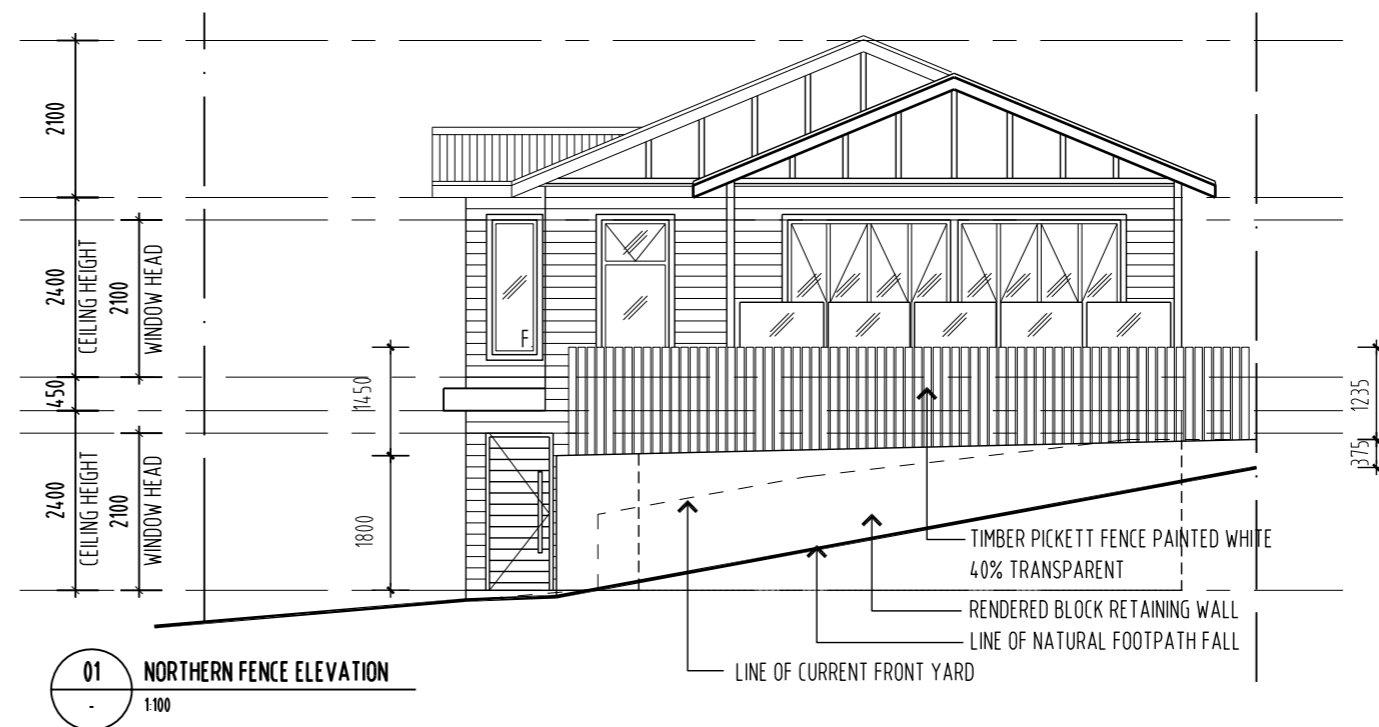 2100
2400
CEILING HEIGHT
2100
WINDOW HEAD
450
2400
CEILING HEIGHT
2100
WINDOW HEAD
1450
1800
F.
1235
375
TIMBER PICKETT FENCE PAINTED WHITE
40% TRANSPARENT
RENDERED BLOCK RETAINING WALL
LINE OF NATURAL FOOTPATH FALL
LINE OF CURRENT FRONT YARD
01 NORTHERN FENCE ELEVATION
- 1:100